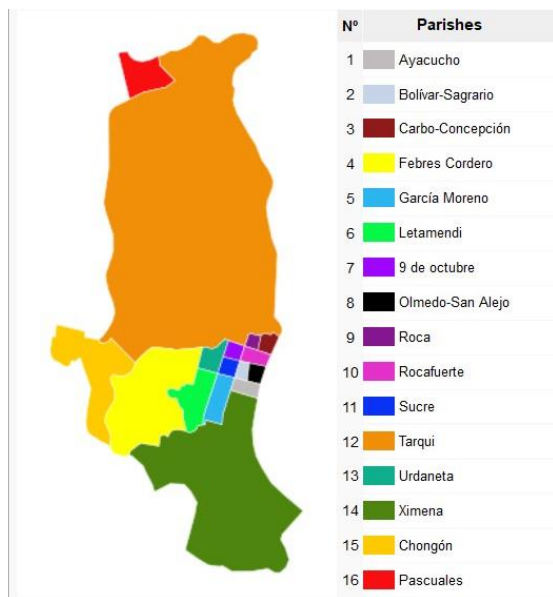 Nº Parishes
1 Ayacucho
2 Bolívar-Sagrario
3 Carbo-Concepción
4 Febres Cordero
5 García Moreno
6 Letamendi
7 9 de octubre
8 Olmedo-San Alejo
9 Roca
10 Rocafuerte
11 Sucre
12 Tarqui
13 Urdaneta
14 Ximena
15 Chongón
16 Pascuales